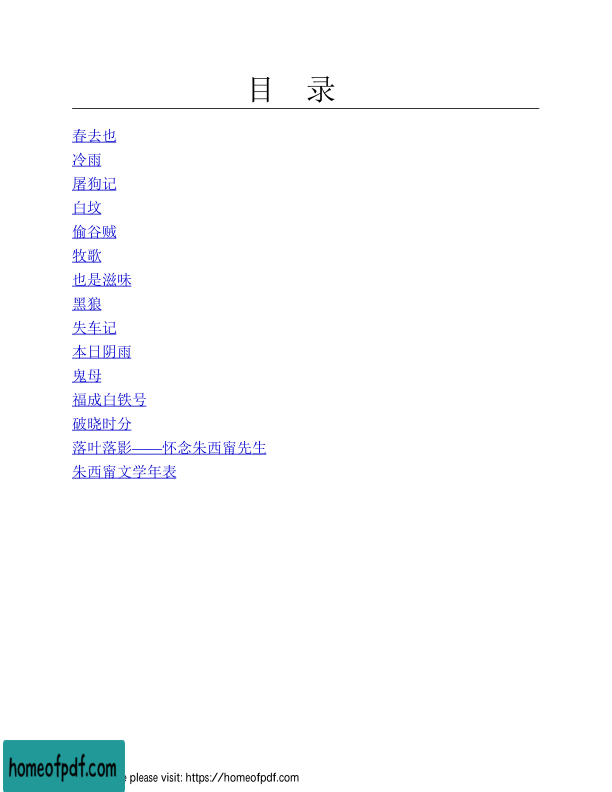 目 录
春去也
冷雨
屠狗记
白坟
偷谷贼
牧歌
也是滋味
黑狼
失车记
本日阴雨
鬼母
福成白铁号
破晓时分
落叶落影——怀念朱西甯先生
朱西甯文学年表
homeofpdf.com
please visit: https://homeofpdf.com